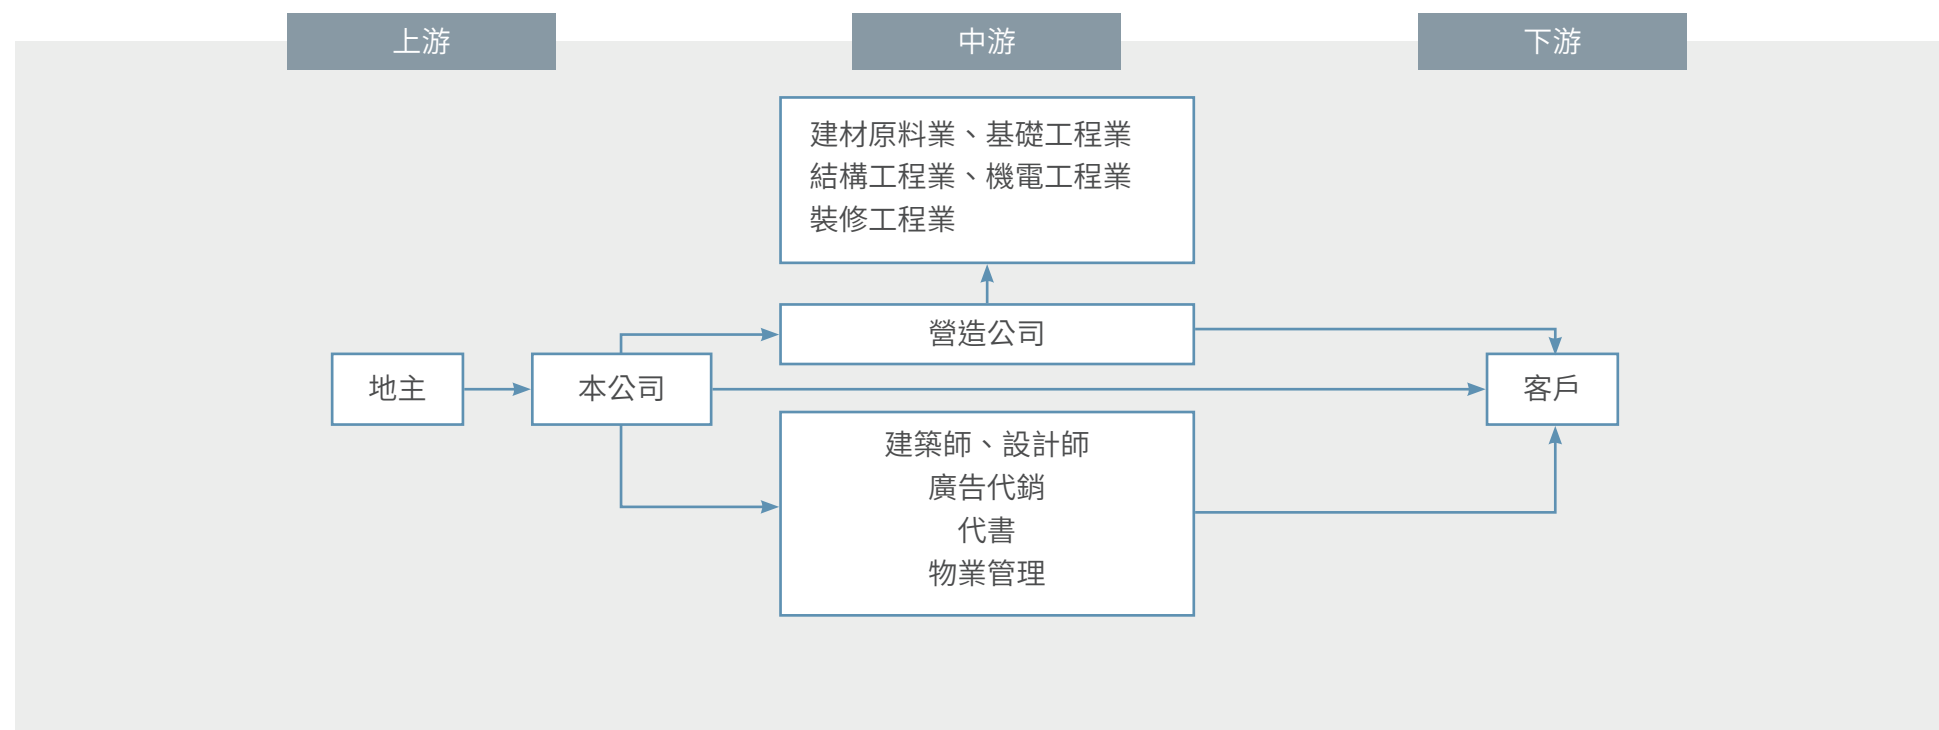 上游
中游
下游
建材原料業、基礎工程業
結構工程業、機電工程業
裝修工程業
營造公司
地主
本公司
客戶
建築師、設計師
廣告代銷
代書
物業管理